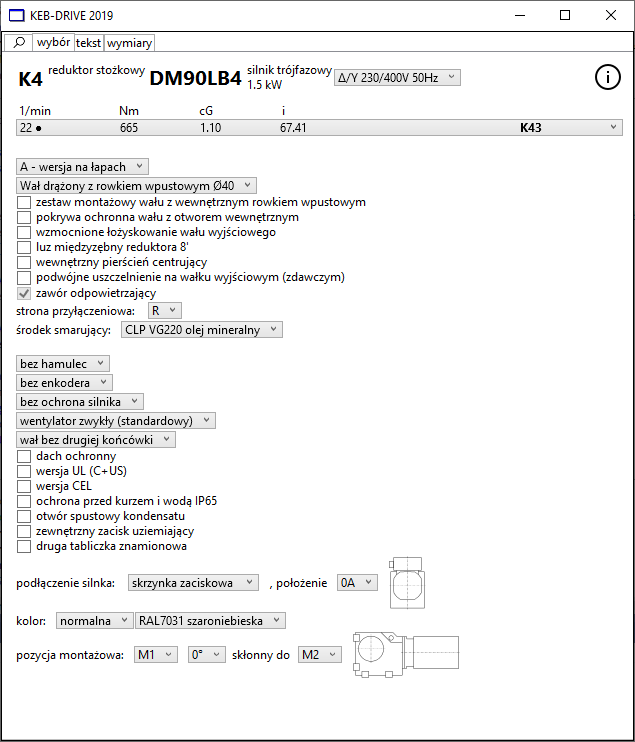 KEB-DRIVE 2019
wybór tekst wymiary
K4 reduktor stożkowy DM90LB4 silnik trójfazowy 1.5 kW Δ/Y 230/400V 50Hz
1/min Nm cG i
22 ● 665 1.10 67.41 K43
A - wersja na łapach
Wał drążony z rowkiem wpustowym Ø40
zestaw montażowy wału z wewnętrznym rowkiem wpustowym
pokrywa ochronna wału z otworem wewnętrznym
wzmocnione łożyskowanie wału wyjściowego
luz międzyzębny reduktora 8'
wewnętrzny pierścień centrujący
podwójne uszczelnienie na wałku wyjściowym (zdawczym)
zawór odpowietrzający
strona przyłączeniowa: R
środek smarujący: CLP VG220 olej mineralny
bez hamulec
bez enkodera
bez ochrona silnika
wentylator zwykły (standardowy)
wał bez drugiej końcówki
dach ochronny
wersja UL (C+US)
wersja CEL
ochrona przed kurzem i wodą IP65
otwór spustowy kondensatu
zewnętrzny zacisk uziemiający
druga tabliczka znamionowa
podłączenie silnka: skrzynka zaciskowa , położenie 0A
kolor: normalna RAL7031 szaroniebieska
pozycja montażowa: M1 0° skłonny do M2